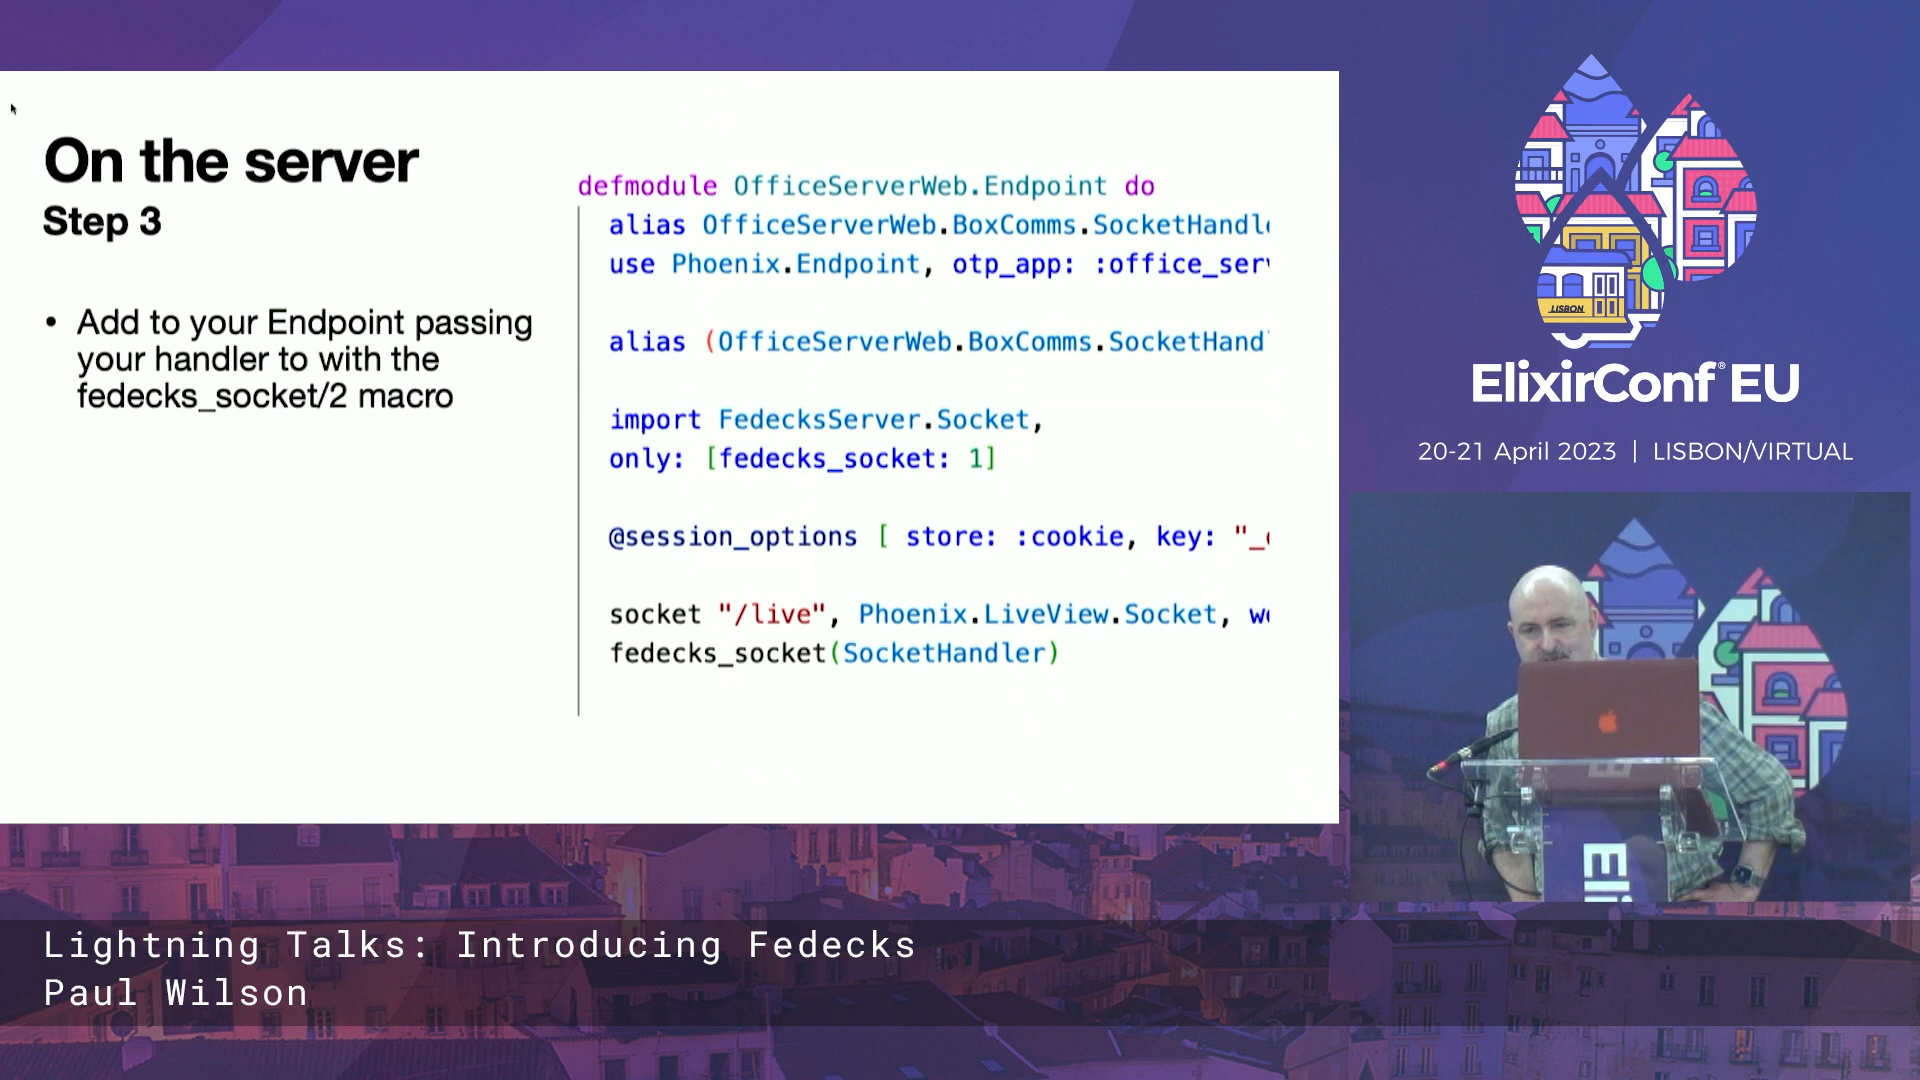 On the server
Step 3
• Add to your Endpoint passing
your handler to with the
fedecks_socket/2 macro
defmodule OfficeServerWeb.Endpoint do
alias OfficeServerWeb.BoxComms.SocketHandl
use Phoenix.Endpoint, otp_app: :office_ser
alias (OfficeServerWeb.BoxComms.SocketHand
import FedecksServer.Socket,
only: [fedecks_socket: 1]
@session_options [ store: :cookie, key: "_
socket "/live", Phoenix.LiveView.Socket, w
fedecks_socket(SocketHandler)
LISBON
ElixirConf® EU
20-21 April 2023 | LISBON/VIRTUAL
Eli
Lightning Talks: Introducing Fedecks
Paul Wilson